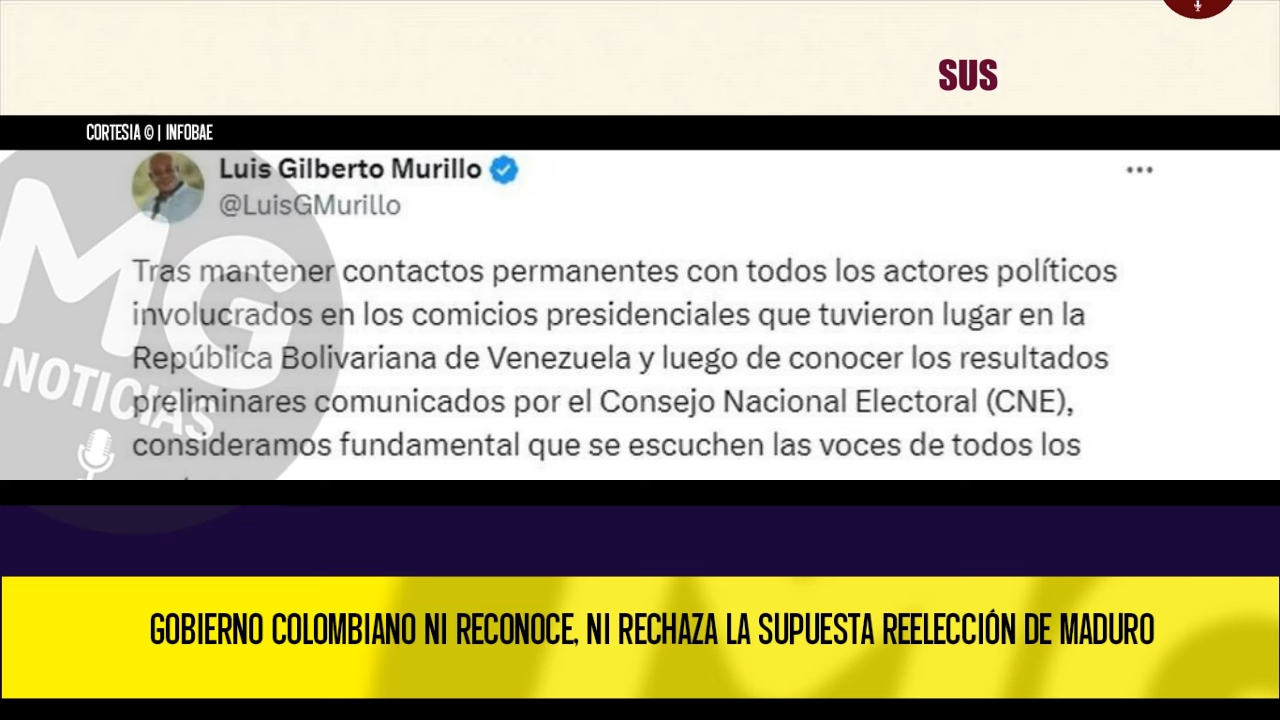 SUS
CORTESIA © | INFOBAE
Luis Gilberto Murillo
@LuisGMurillo
Tras mantener contactos permanentes con todos los actores políticos
involucrados en los comicios presidenciales que tuvieron lugar en la
República Bolivariana de Venezuela y luego de conocer los resultados
preliminares comunicados por el Consejo Nacional Electoral (CNE),
consideramos fundamental que se escuchen las voces de todos los
MG
NOTICIAS
GOBIERNO COLOMBIANO NI RECONOCE, NI RECHAZA LA SUPUESTA REELECCIÓN DE MADURO